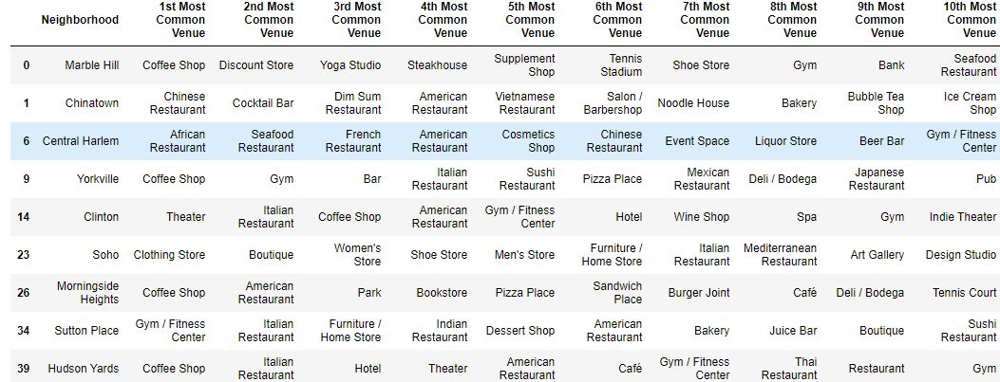 Neighborhood 1st Most Common Venue 2nd Most Common Venue 3rd Most Common Venue 4th Most Common Venue 5th Most Common Venue 6th Most Common Venue 7th Most Common Venue 8th Most Common Venue 9th Most Common Venue 10th Most Common Venue
0 Marble Hill Coffee Shop Discount Store Yoga Studio Steakhouse Supplement Shop Tennis Stadium Shoe Store Gym Bank Seafood Restaurant
1 Chinatown Chinese Restaurant Cocktail Bar Dim Sum Restaurant American Restaurant Vietnamese Restaurant Salon / Barbershop Noodle House Bakery Bubble Tea Shop Ice Cream Shop
6 Central Harlem African Restaurant Seafood Restaurant French Restaurant American Restaurant Cosmetics Shop Chinese Restaurant Event Space Liquor Store Beer Bar Gym / Fitness Center
9 Yorkville Coffee Shop Gym Bar Italian Restaurant Sushi Restaurant Pizza Place Mexican Restaurant Deli / Bodega Japanese Restaurant Pub
14 Clinton Theater Italian Restaurant Coffee Shop American Restaurant Gym / Fitness Center Hotel Wine Shop Spa Gym Indie Theater
23 Soho Clothing Store Boutique Women's Store Shoe Store Men's Store Furniture / Home Store Italian Restaurant Mediterranean Restaurant Art Gallery Design Studio
26 Morningside Heights Coffee Shop American Restaurant Park Bookstore Pizza Place Sandwich Place Burger Joint Café Deli / Bodega Tennis Court
34 Sutton Place Gym / Fitness Center Italian Restaurant Furniture / Home Store Indian Restaurant Dessert Shop American Restaurant Bakery Juice Bar Boutique Sushi Restaurant
39 Hudson Yards Coffee Shop Italian Restaurant Hotel Theater American Restaurant Café Gym / Fitness Center Thai Restaurant Restaurant Gym